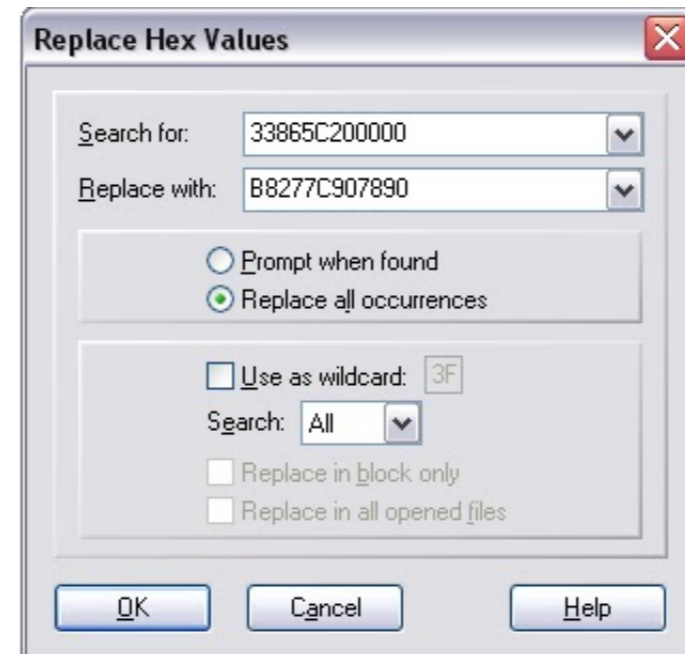 Replace Hex Values
Search for: 33865C200000
Replace with: B8277C907890
Prompt when found
Replace all occurrences
Use as wildcard: 3F
Search: All
Replace in block only
Replace in all opened files
OK Cancel Help